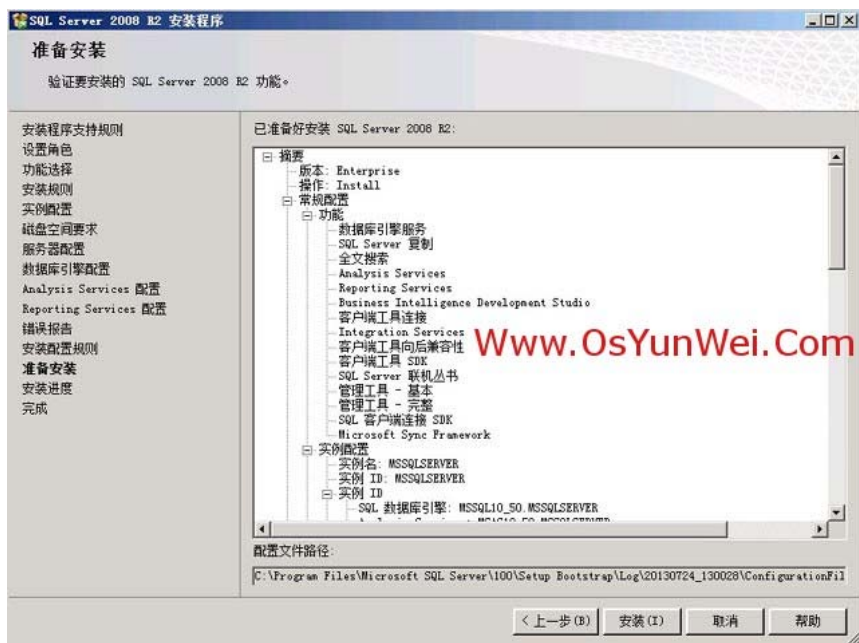 SQL Server 2008 R2 安装程序
准备安装
验证要安装的 SQL Server 2008 R2 功能。
安装程序支持规则
设置角色
功能选择
安装规则
实例配置
磁盘空间要求
服务器配置
数据库引擎配置
Analysis Services 配置
Reporting Services 配置
错误报告
安装配置规则
准备安装
安装进度
完成
已准备好安装 SQL Server 2008 R2:
摘要
版本: Enterprise
操作: Install
常规配置
功能
数据库引擎服务
SQL Server 复制
全文搜索
Analysis Services
Reporting Services
Business Intelligence Development Studio
客户端工具连接
Integration Services
客户端工具向后兼容性
客户端工具 SDK
SQL Server 联机丛书
管理工具 - 基本
管理工具 - 完整
SQL 客户端连接 SDK
Microsoft Sync Framework
实例配置
实例名: MSSQLSERVER
实例 ID: MSSQLSERVER
实例 ID
SQL 数据库引擎: MSSQL10_50.MSSQLSERVER
Www.OsYunWei.Com
配置文件路径:
C:\Program Files\Microsoft SQL Server\100\Setup Bootstrap\Log\20130724_130028\ConfigurationFil
< 上一步(B)
安装(I)
取消
帮助